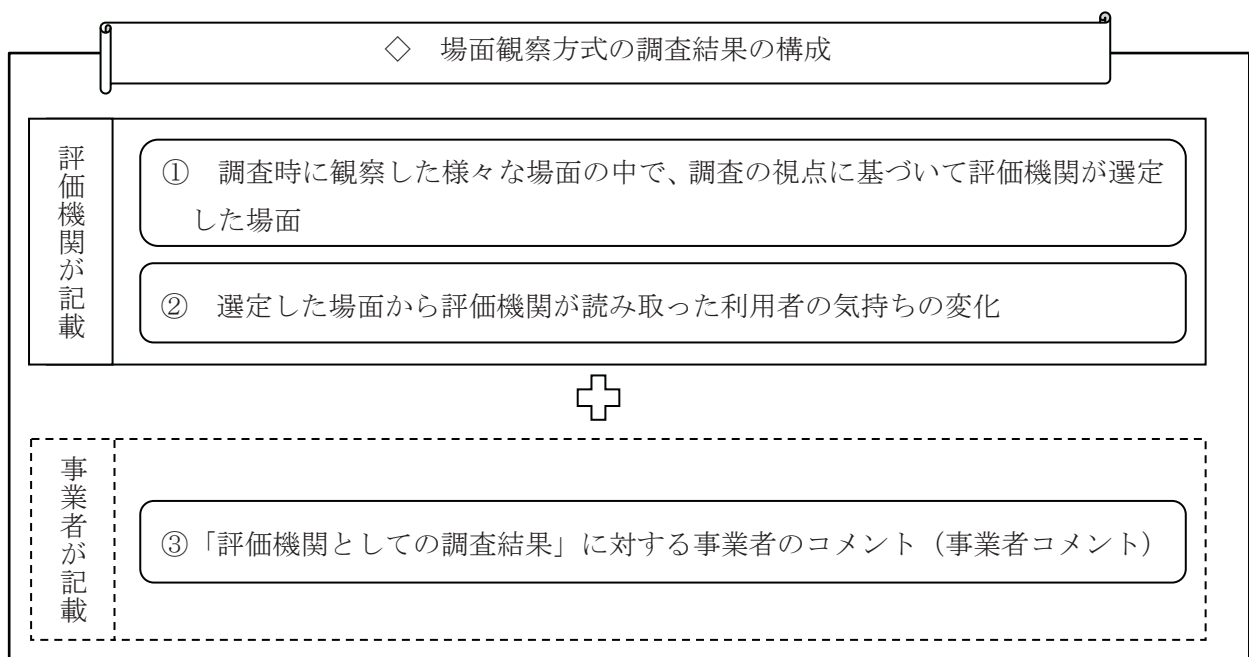 ◇ 場面観察方式の調査結果の構成
評価機関が記載
① 調査時に観察した様々な場面の中で、調査の視点に基づいて評価機関が選定
した場面
② 選定した場面から評価機関が読み取った利用者の気持ちの変化
事業者が記載
③「評価機関としての調査結果」に対する事業者のコメント（事業者コメント）